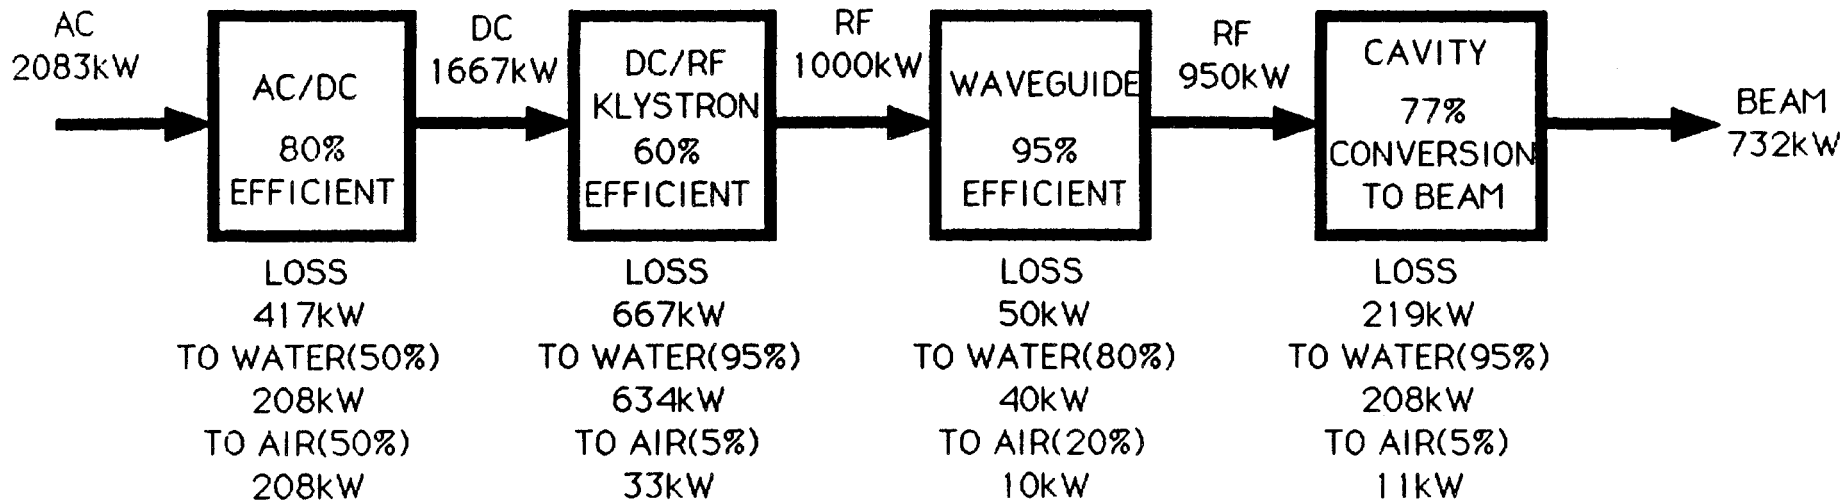 AC
2083kW
AC/DC
80%
EFFICIENT
LOSS
417kW
TO WATER(50%)
208kW
TO AIR(50%)
208kW
DC
1667kW
DC/RF
KLYSTRON
60%
EFFICIENT
LOSS
667kW
TO WATER(95%)
634kW
TO AIR(5%)
33kW
RF
1000kW
WAVEGUIDE
95%
EFFICIENT
LOSS
50kW
TO WATER(80%)
40kW
TO AIR(20%)
10kW
RF
950kW
CAVITY
77%
CONVERSION
TO BEAM
LOSS
219kW
TO WATER(95%)
208kW
TO AIR(5%)
11kW
BEAM
732kW